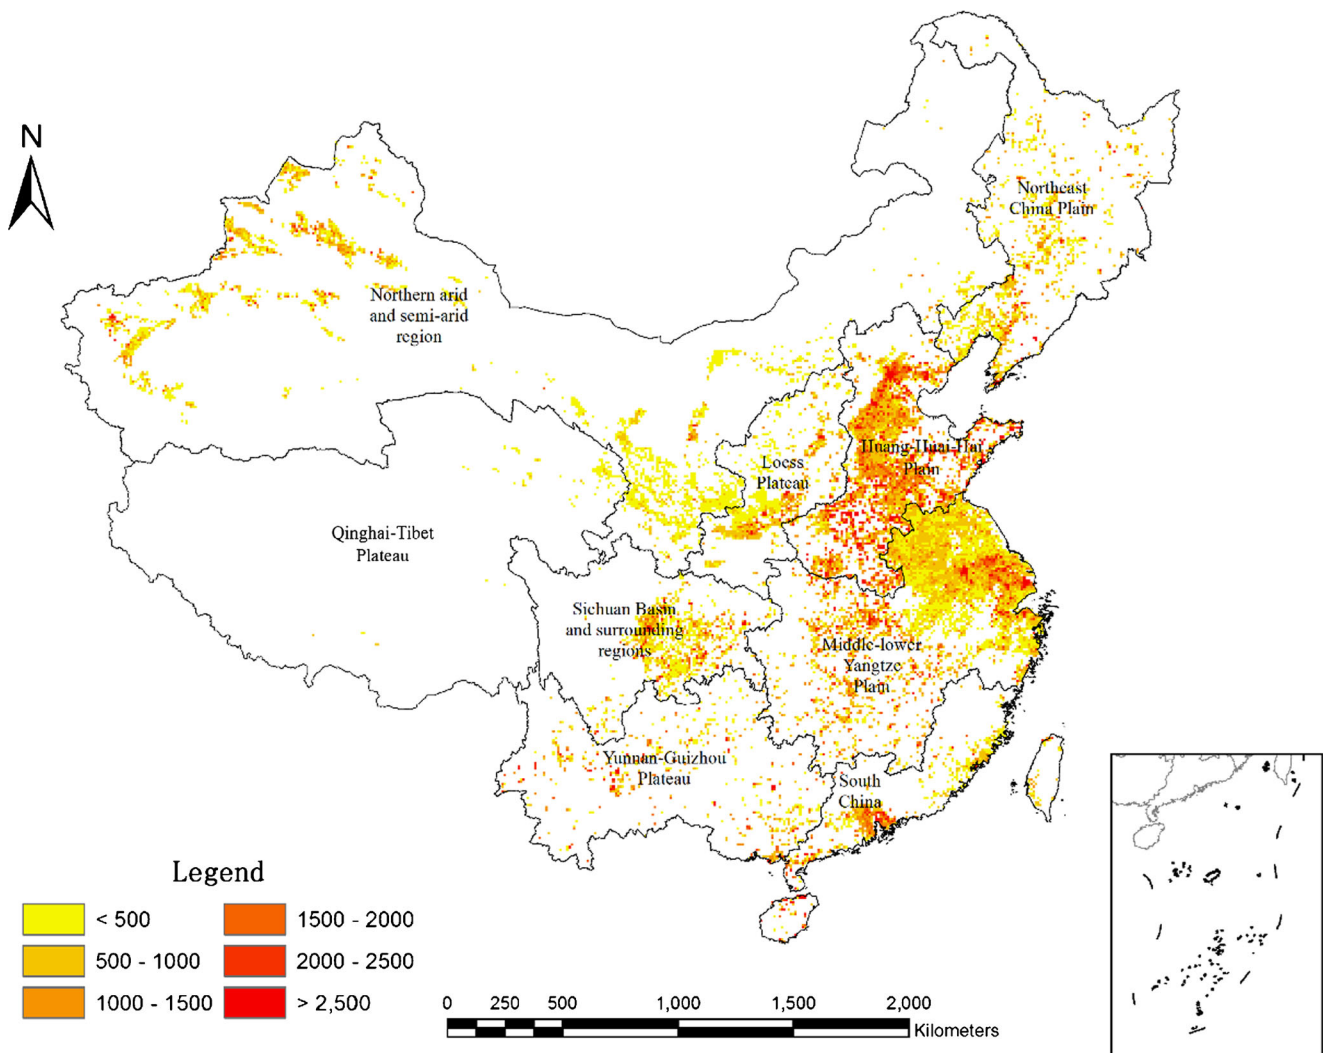 N
Northeast
China Plain
Northern arid
and semi-arid
region
Huang-Huai-Hai
Plain
Loess
Plateau
Qinghai-Tibet
Plateau
Sichuan Basin
and surrounding
regions
Middle-lower
Yangtze
Plain
Yunnan-Guizhou
Plateau
South
China
Legend
< 500
500 - 1000
1000 - 1500
1500 - 2000
2000 - 2500
> 2,500
0 250 500 1,000 1,500 2,000
Kilometers